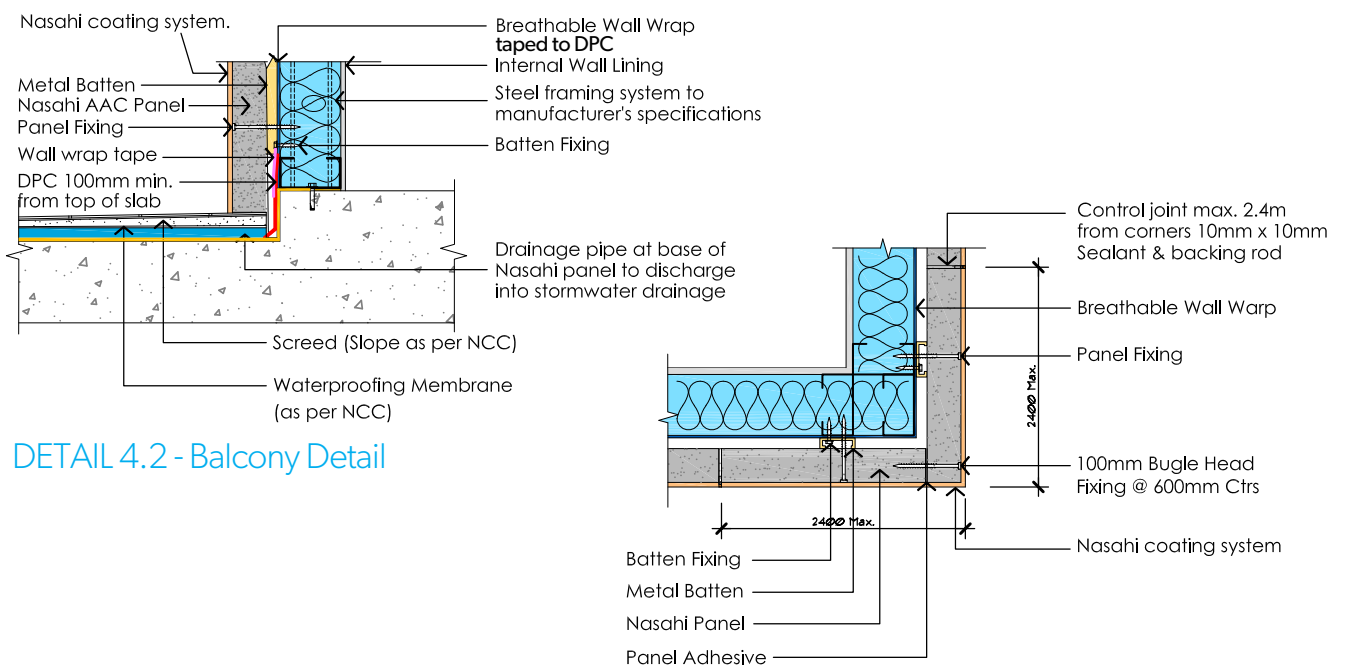 Nasahi coating system.
Metal Batten
Nasahi AAC Panel
Panel Fixing
Wall wrap tape
DPC 100mm min.
from top of slab
Breathable Wall Wrap
taped to DPC
Internal Wall Lining
Steel framing system to
manufacturer's specifications
Batten Fixing
Drainage pipe at base of
Nasahi panel to discharge
into stormwater drainage
Screed (Slope as per NCC)
Waterproofing Membrane
(as per NCC)
DETAIL 4.2 - Balcony Detail
Control joint max. 2.4m
from corners 10mm x 10mm
Sealant & backing rod
Breathable Wall Warp
Panel Fixing
2400 Max.
100mm Bugle Head
Fixing @ 600mm Ctrs
2400 Max.
Nasahi coating system
Batten Fixing
Metal Batten
Nasahi Panel
Panel Adhesive